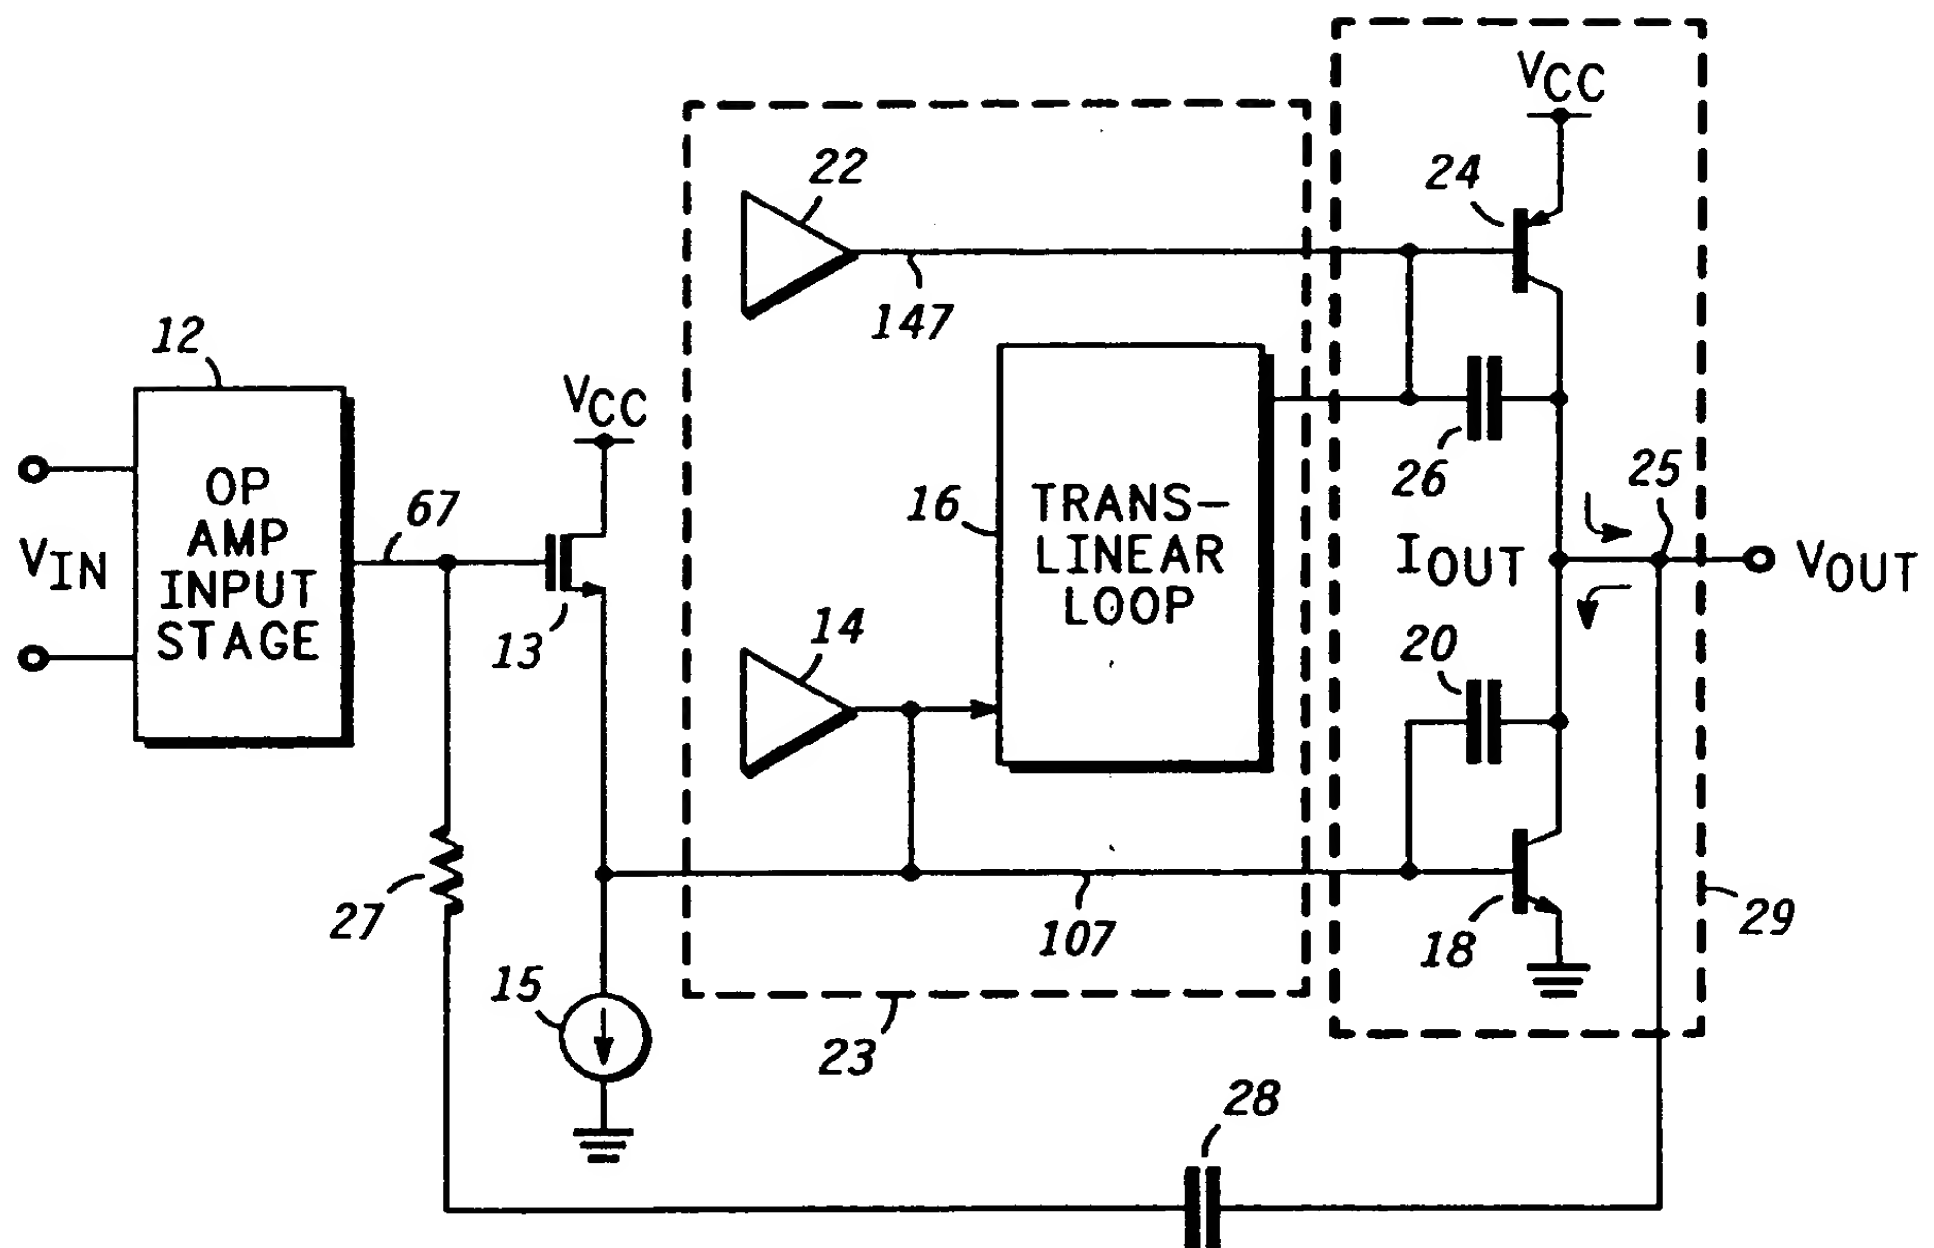 VCC
24
22
147
12
VCC
OP
AMP
INPUT
STAGE
VIN
67
13
16
TRANS-
LINEAR
LOOP
26
25
IOUT
VOUT
14
20
27
107
18
29
15
23
28